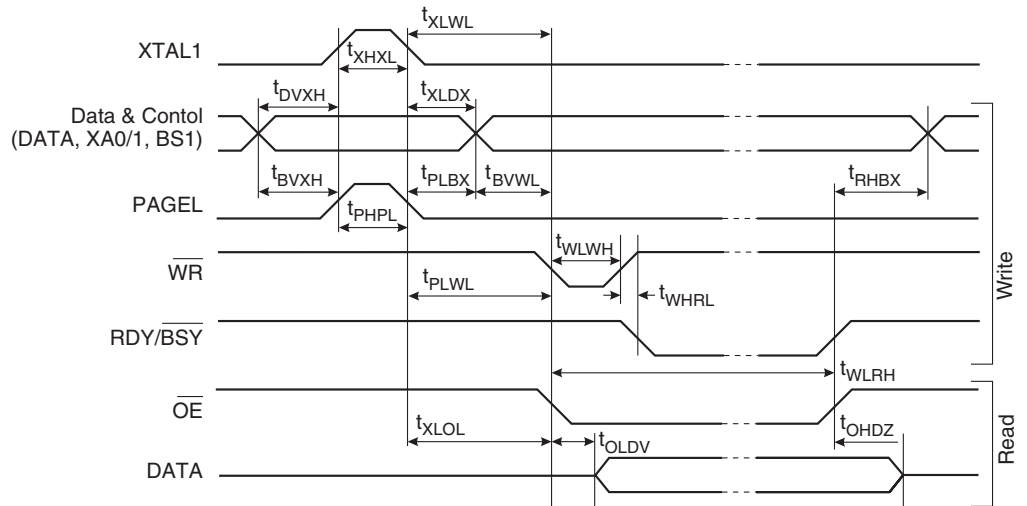 tXLWL
XTAL1
tXHXL
tDVXH
tXLDX
Data & Contol
(DATA, XA0/1, BS1)
tBVXH
tPLBX
tBVWL
tRHBX
PAGEL
tPHPL
tWLWH
WR
tPLWL
tWHRL
Write
RDY/BSY
tWLRH
OE
tXLOL
tOLDV
tOHDZ
Read
DATA